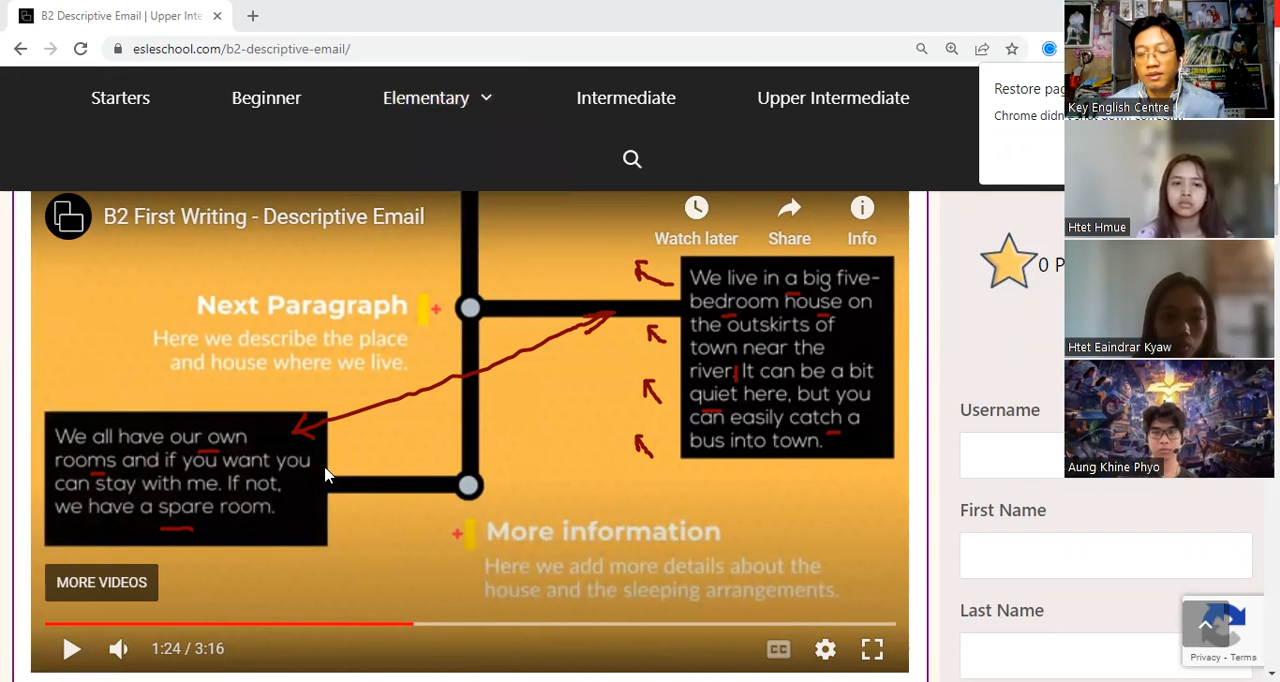 B2 Descriptive Email | Upper Inte
esleschool.com/b2-descriptive-email/
Starters
Beginner
Elementary
Intermediate
Upper Intermediate
Restore pag
Chrome didn't shut down correctly.
Key English Centre
Htet Hmue
Htet Eaindrar Kyaw
Aung Khine Phyo
B2 First Writing - Descriptive Email
Watch later
Share
Info
Next Paragraph
Here we describe the place
and house where we live.
We live in a big five-
bedroom house on
the outskirts of
town near the
river. It can be a bit
quiet here, but you
can easily catch a
bus into town.
We all have our own
rooms and if you want you
can stay with me. If not,
we have a spare room.
More information
Here we add more details about the
house and the sleeping arrangements.
MORE VIDEOS
1:24 / 3:16
CC
0 P
Username
First Name
Last Name
Privacy - Terms